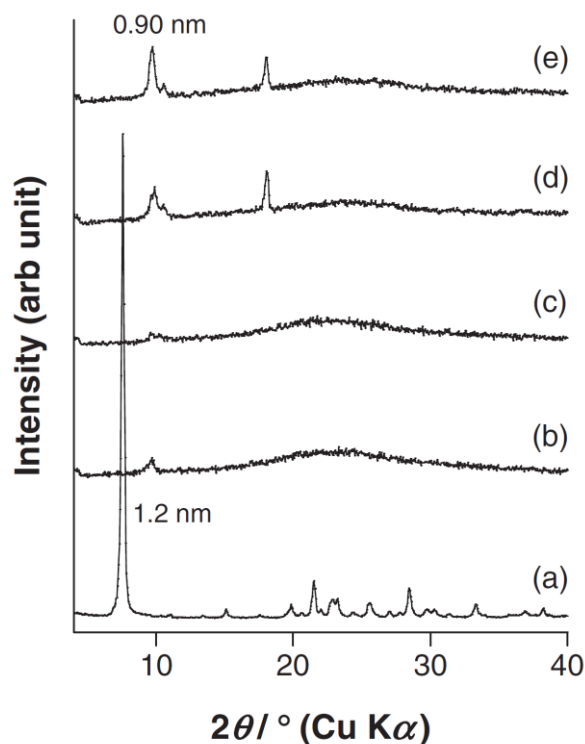 0.90 nm
(e)
(d)
(c)
(b)
1.2 nm
(a)
Intensity (arb unit)
10 20 30 40
2θ / ° (Cu Kα)